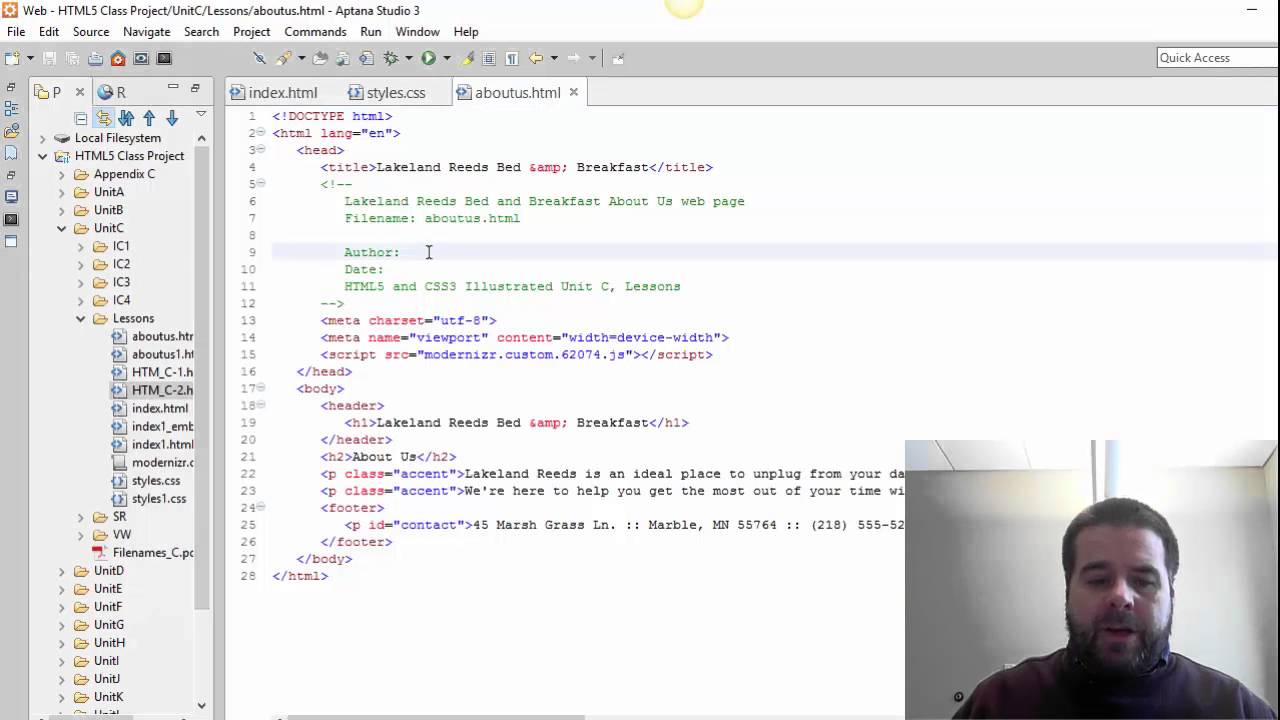 Web - HTML5 Class Project/UnitC/Lessons/aboutus.html - Aptana Studio 3
File Edit Source Navigate Search Project Commands Run Window Help
Quick Access
P R
index.html styles.css aboutus.html
Local Filesystem
HTML5 Class Project
Appendix C
UnitA
UnitB
UnitC
IC1
IC2
IC3
IC4
Lessons
aboutus.htr
aboutus1.ht
HTM_C-1.h
HTM_C-2.h
index.html
index1_emb
index1.html
modernizr.c
styles.css
styles1.css
SR
VW
Filenames_C.pc
UnitD
UnitE
UnitF
UnitG
UnitH
UnitI
UnitJ
UnitK
1 <!DOCTYPE html>
2 <html lang="en">
3 <head>
4 <title>Lakeland Reeds Bed &amp; Breakfast</title>
5 <!--
6 Lakeland Reeds Bed and Breakfast About Us web page
7 Filename: aboutus.html
8
9 Author:
10 Date:
11 HTML5 and CSS3 Illustrated Unit C, Lessons
12 -->
13 <meta charset="utf-8">
14 <meta name="viewport" content="width=device-width">
15 <script src="modernizr.custom.62074.js"></script>
16 </head>
17 <body>
18 <header>
19 <h1>Lakeland Reeds Bed &amp; Breakfast</h1>
20 </header>
21 <h2>About Us</h2>
22 <p class="accent">Lakeland Reeds is an ideal place to unplug from your da
23 <p class="accent">We're here to help you get the most out of your time wi
24 <footer>
25 <p id="contact">45 Marsh Grass Ln. :: Marble, MN 55764 :: (218) 555-52
26 </footer>
27 </body>
28 </html>